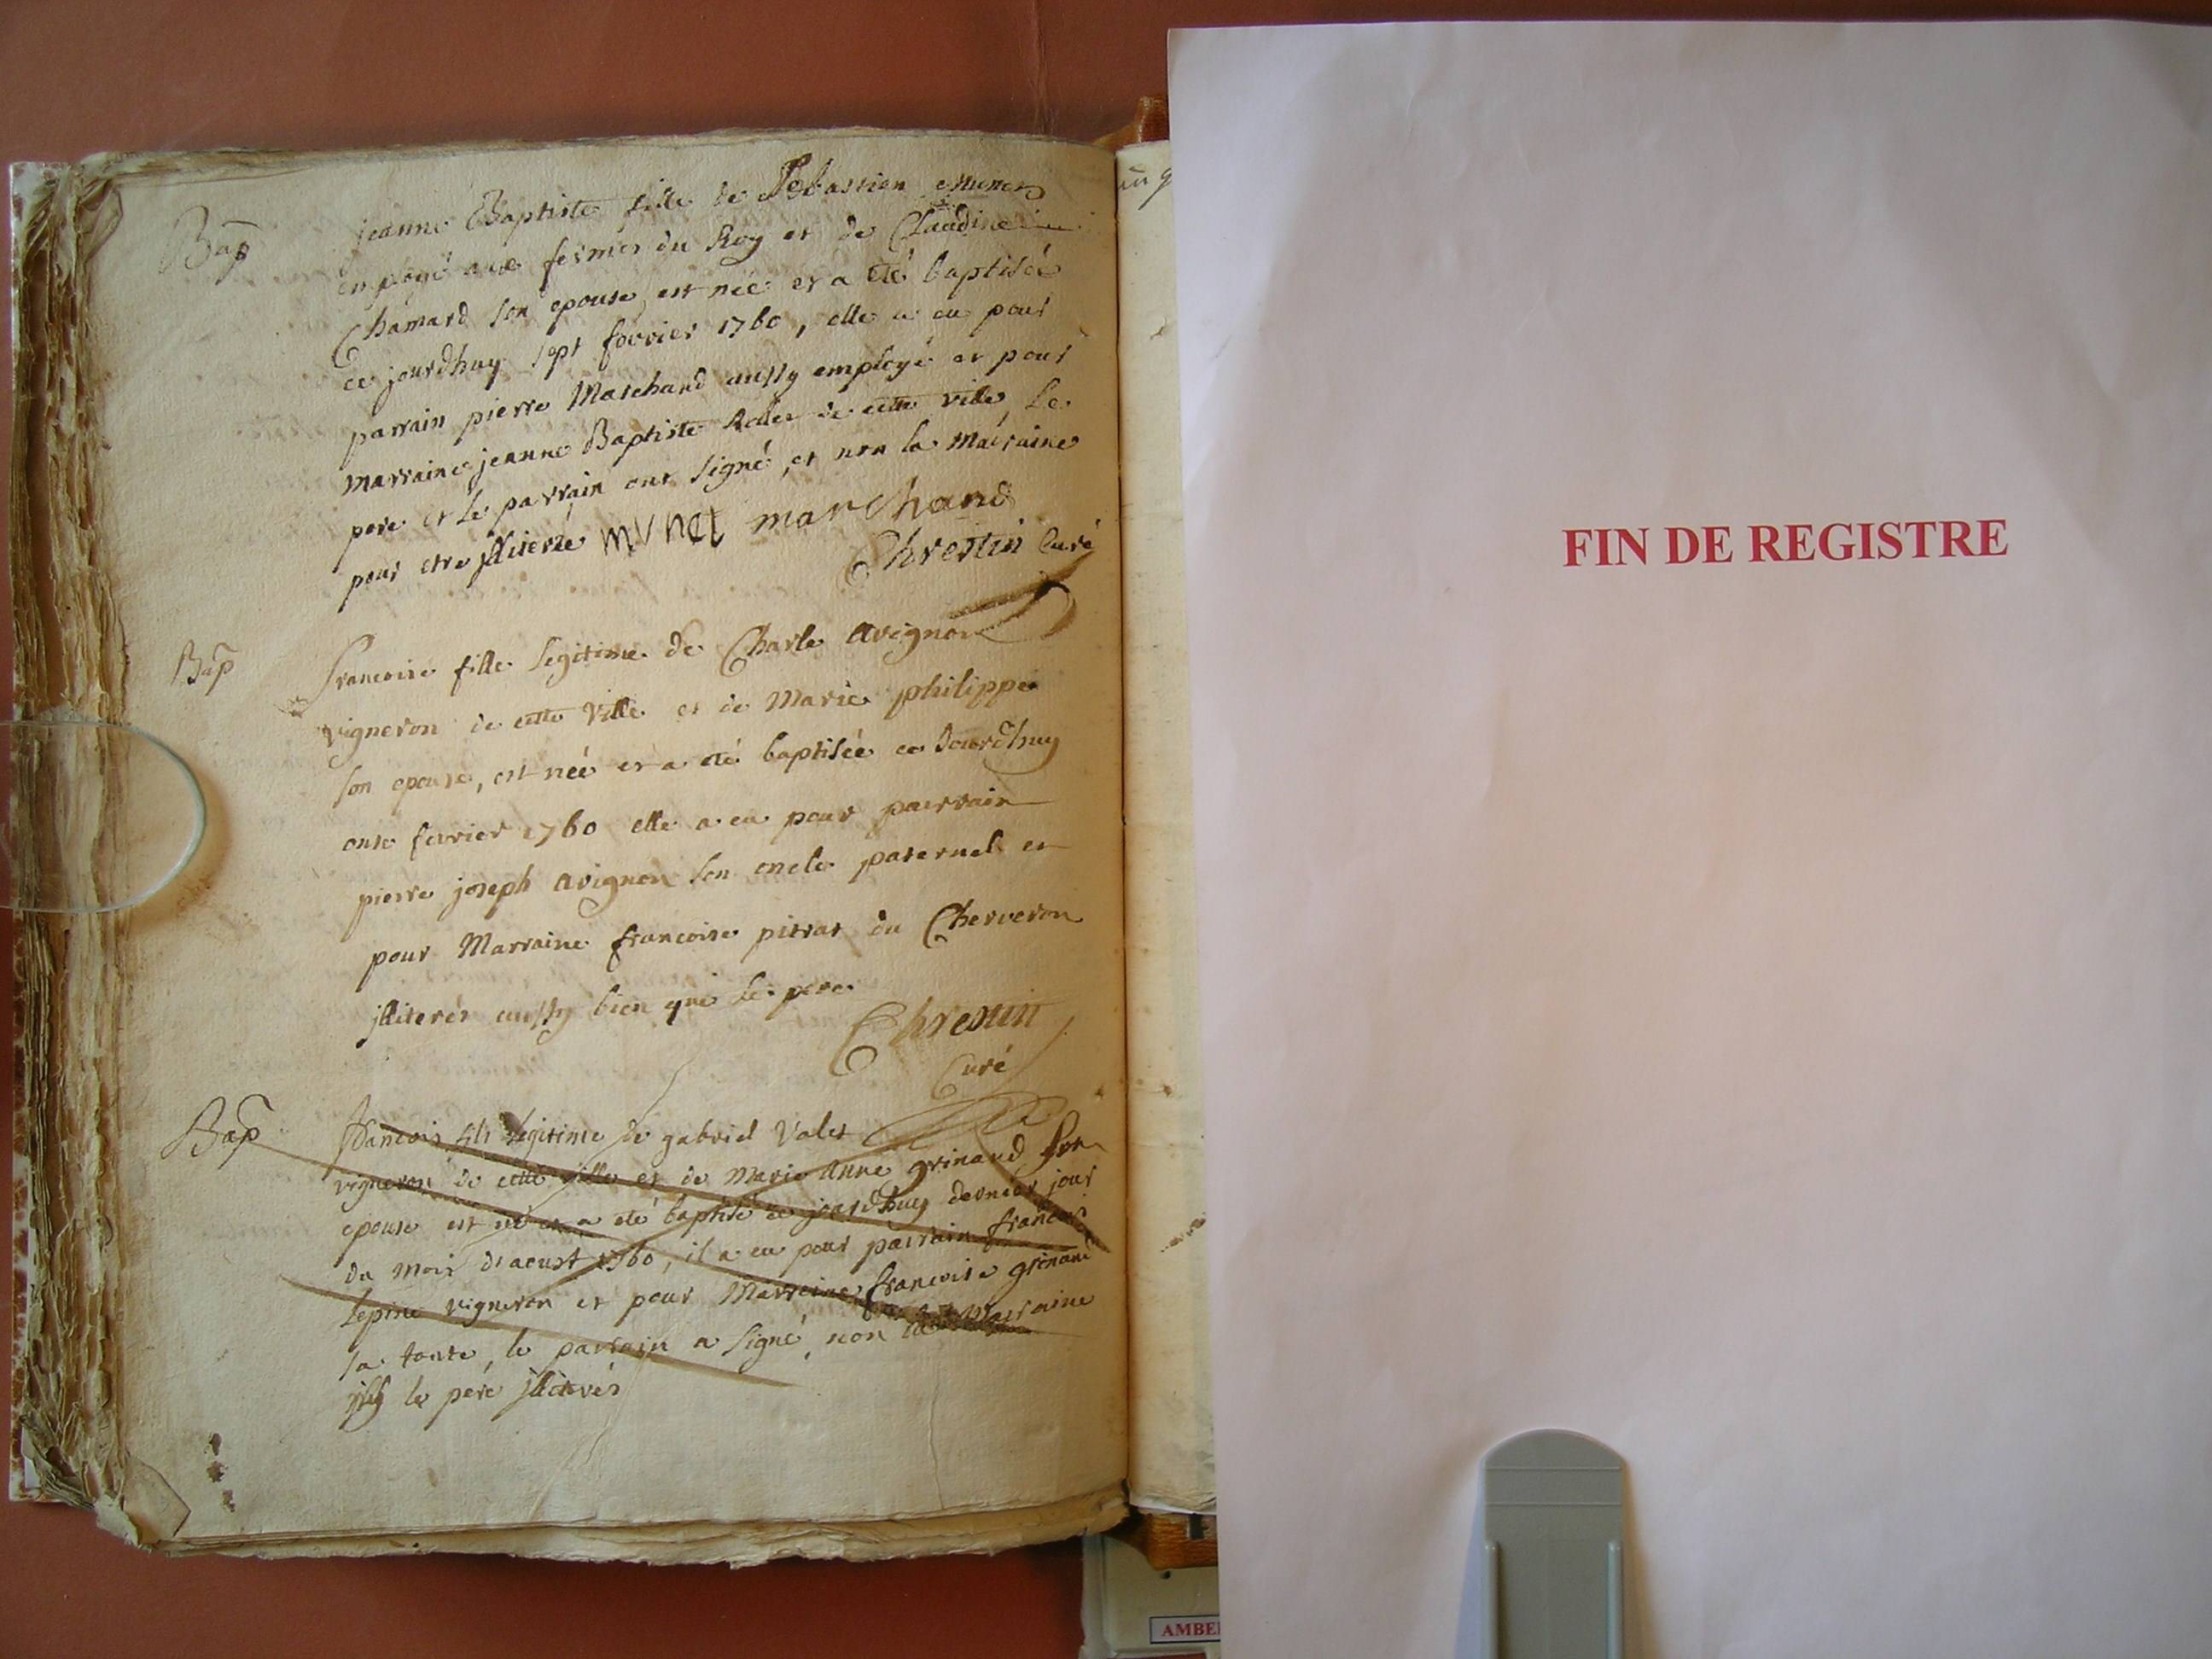 Bap
jeanne Baptiste fille de Sebastien Munet
employé aux fermes du Roy et de Claudine
Chamard son epouse, est née et a été baptisée
ce jourdhuy sept fevrier 1760, elle a eu pour
parrain pierre Marchand aussy employé et pour
marraine jeanne Baptiste de cette ville, le
pere et le parrain ont signé, et non la Marraine
pour etre jlliterée munet marchand
Chrestin Curé
Bap
francoise fille legitime de Charle avignon
vigneron de cette Ville et de Marie philippe
son epouse, est née et a été baptisée ce Jourdhuy
onse fevrier 1760 elle a eu pour parrain
pierre joseph avignon son oncle paternel et
pour Marraine francoise pitrat du Cherveron
jlliterés aussy bien que le pere
Chrestin
Curé
Bap
francois fils legitime de gabriel Valet
vigneron de cette ville et de Marie Anne grinand son
epouse est né et a été baptisé ce jourdhuy dernier jour
du mois d'aoust 1760, il a eu pour parrain francois
Lepine vigneron et pour Marraine francoise grinand
sa tante, le parrain a signé, non la Marraine
le pere jlliterés
FIN DE REGISTRE
AMBE